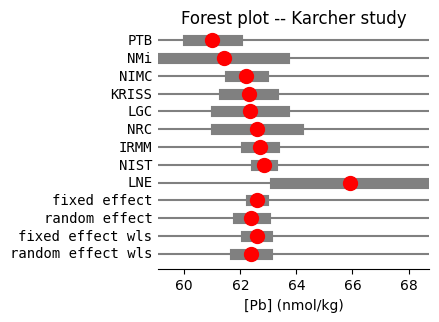 Forest plot -- Karcher study
PTB
NMi
NIMC
KRISS
LGC
NRC
IRMM
NIST
LNE
fixed effect
random effect
fixed effect wls
random effect wls
60 62 64 66 68
[Pb] (nmol/kg)